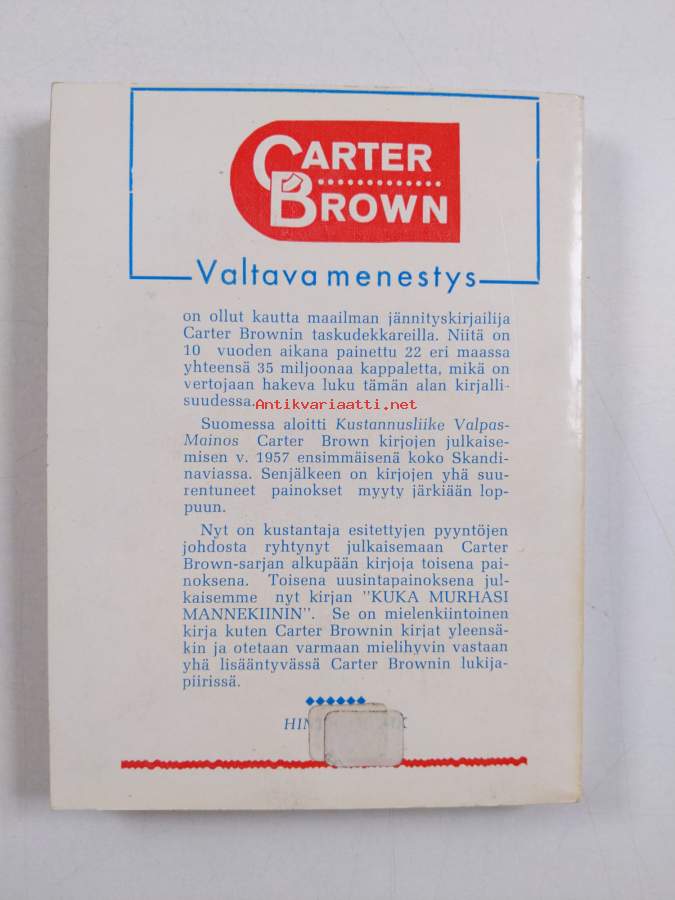 CARTER
BROWN
Valtava menestys
on ollut kautta maailman jännityskirjailija
Carter Brownin taskudekkareilla. Niitä on
10 vuoden aikana painettu 22 eri maassa
yhteensä 35 miljoonaa kappaletta, mikä on
vertojaan hakeva luku tämän alan kirjalli-
suudessa.
Antikvariaatti.net
Suomessa aloitti Kustannusliike Valpas-
Mainos Carter Brown kirjojen julkaise-
misen v. 1957 ensimmäisenä koko Skandi-
naviassa. Senjälkeen on kirjojen yhä suu-
rentuneet painokset myyty järkiään lop-
puun.
Nyt on kustantaja esitettyjen pyyntöjen
johdosta ryhtynyt julkaisemaan Carter
Brown-sarjan alkupään kirjoja toisena pai-
noksena. Toisena uusintapainoksena jul-
kaisemme nyt kirjan "KUKA MURHASI
MANNEKIININ". Se on mielenkiintoinen
kirja kuten Carter Brownin kirjat yleensä-
kin ja otetaan varmaan mielihyvin vastaan
yhä lisääntyvässä Carter Brownin lukija-
piirissä.